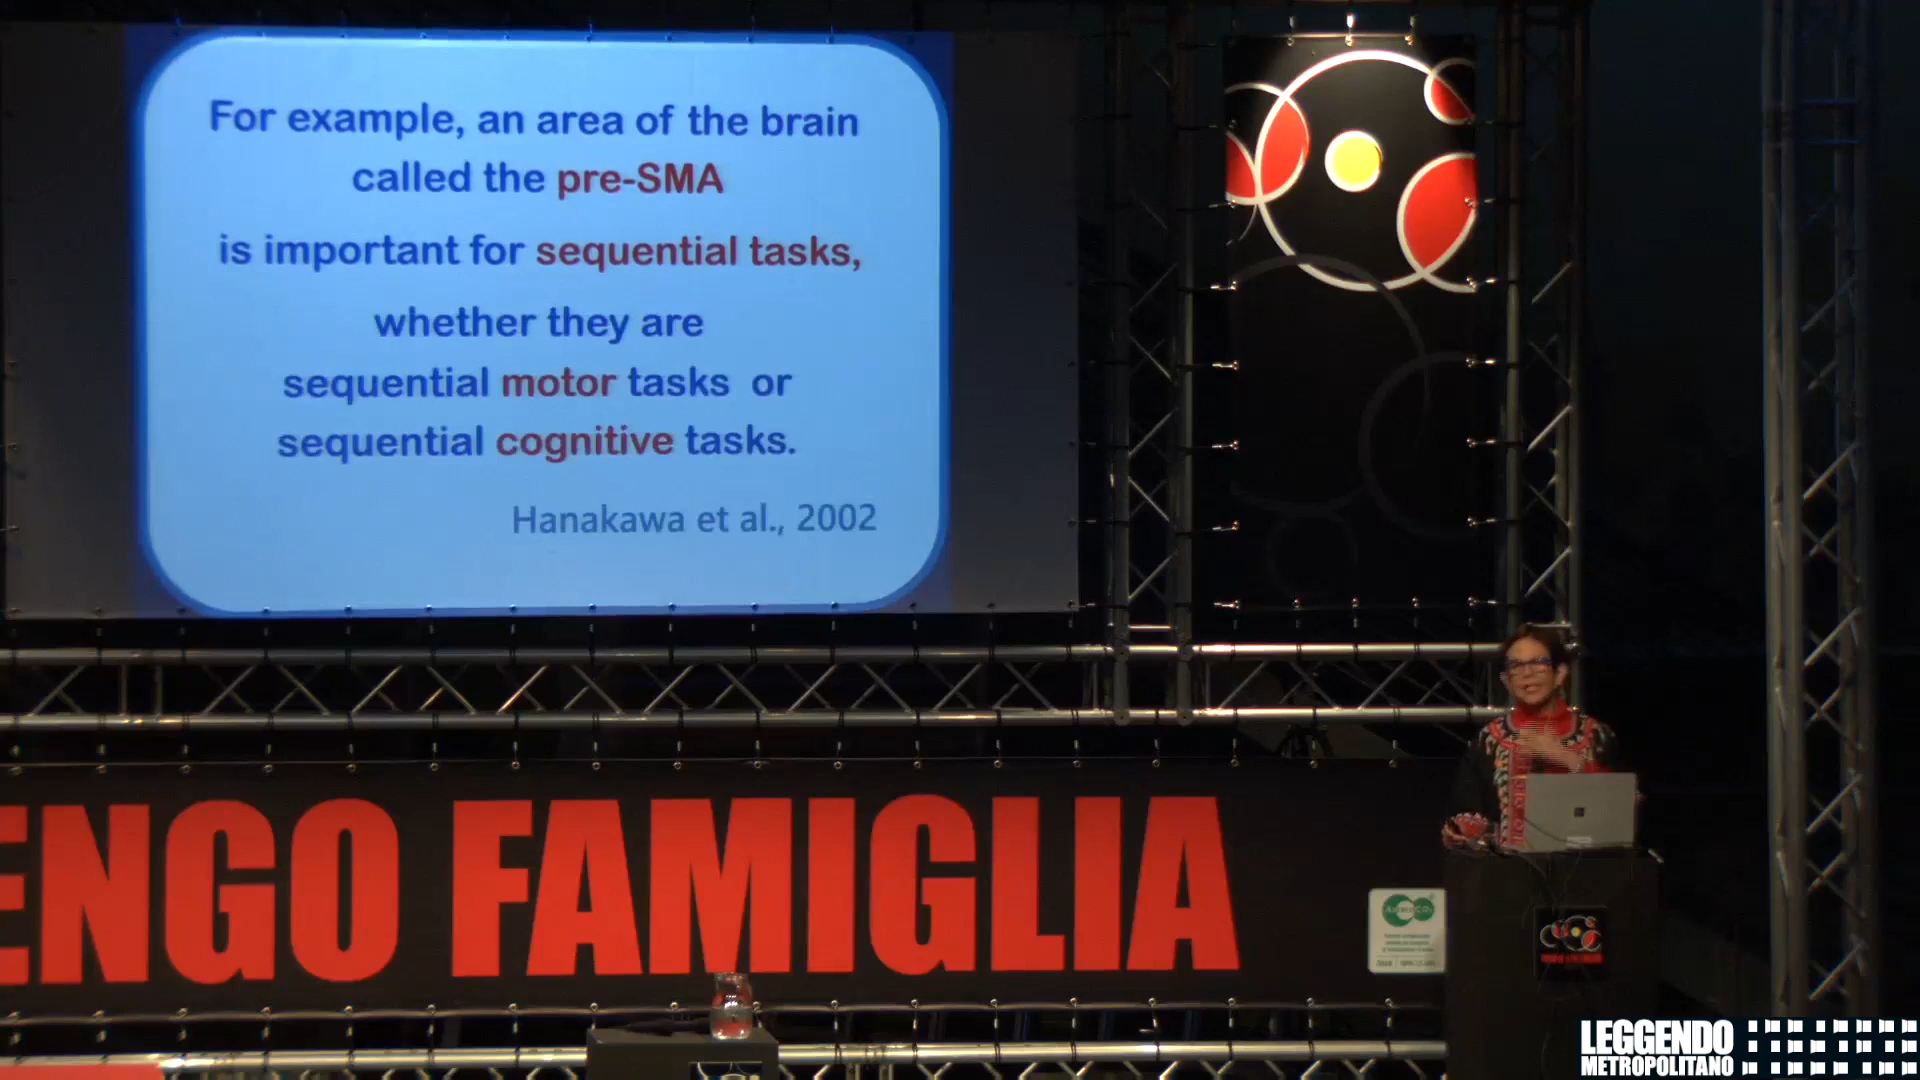 For example, an area of the brain
called the pre-SMA
is important for sequential tasks,
whether they are
sequential motor tasks or
sequential cognitive tasks.
Hanakawa et al., 2002
ENGO FAMIGLIA
LEGGENDO
METROPOLITANO